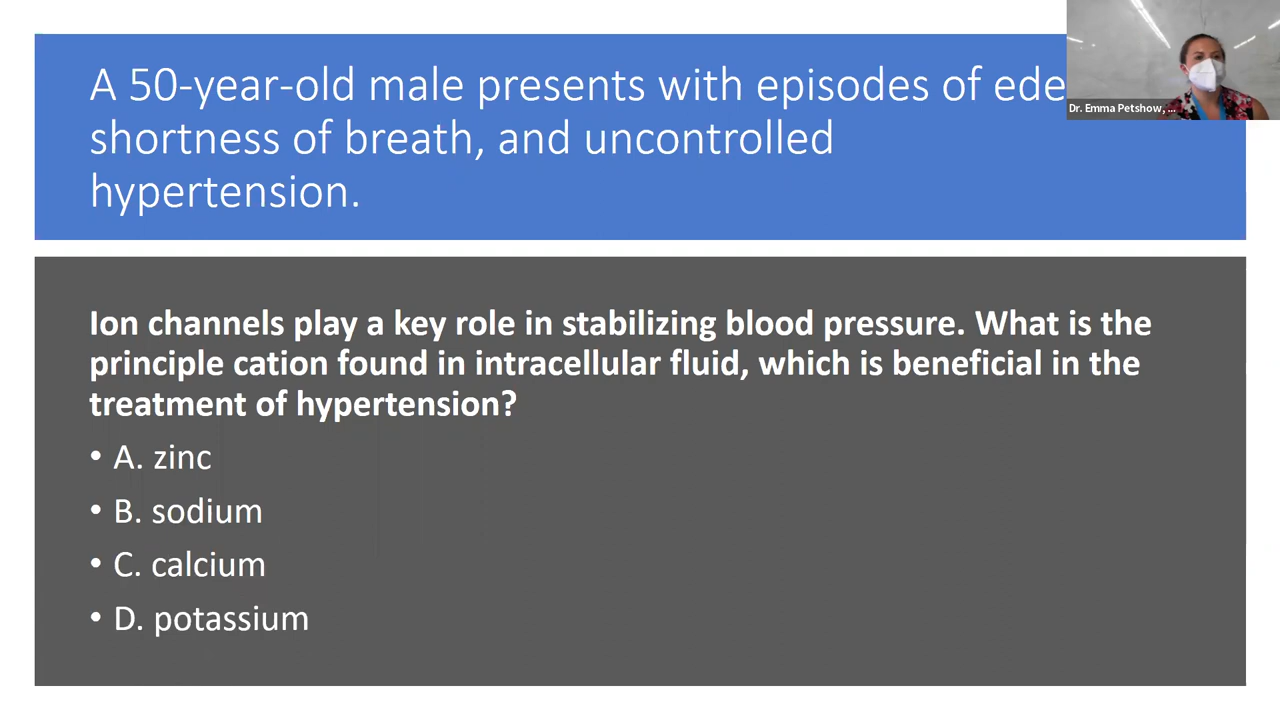 A 50-year-old male presents with episodes of ede
shortness of breath, and uncontrolled
hypertension.
Dr. Emma Petshow, ...
Ion channels play a key role in stabilizing blood pressure. What is the
principle cation found in intracellular fluid, which is beneficial in the
treatment of hypertension?
• A. zinc
• B. sodium
• C. calcium
• D. potassium